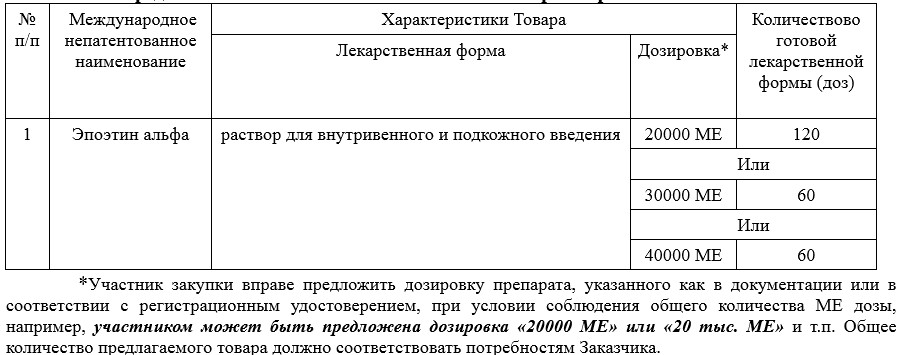 № п/п
Международное непатентованное наименование
Характеристики Товара
Количествово готовой лекарственной формы (доз)
Лекарственная форма
Дозировка*
1
Эпоэтин альфа
раствор для внутривенного и подкожного введения
20000 МЕ
120
Или
30000 МЕ
60
Или
40000 МЕ
60
*Участник закупки вправе предложить дозировку препарата, указанного как в документации или в
соответствии с регистрационным удостоверением, при условии соблюдения общего количества МЕ дозы,
например, участником может быть предложена дозировка «20000 МЕ» или «20 тыс. МЕ» и т.п. Общее
количество предлагаемого товара должно соответствовать потребностям Заказчика.